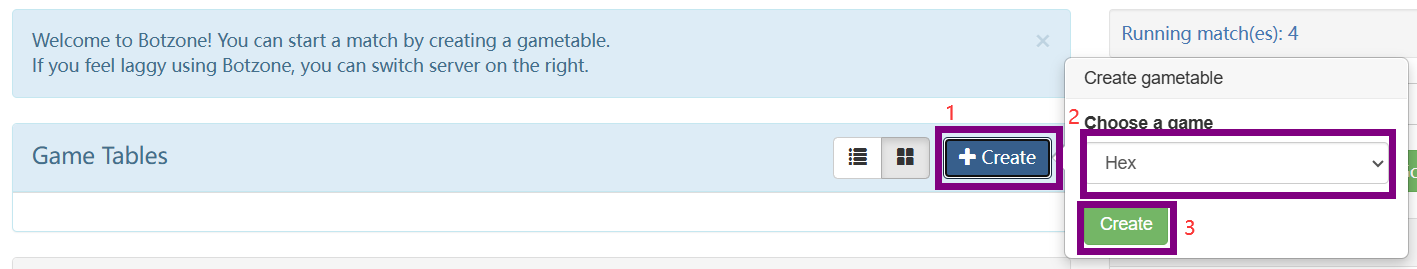 Welcome to Botzone! You can start a match by creating a gametable.
If you feel laggy using Botzone, you can switch server on the right.
×
Running match(es): 4
Create gametable
1
2
Choose a game
Game Tables
+ Create
Hex
Create
3